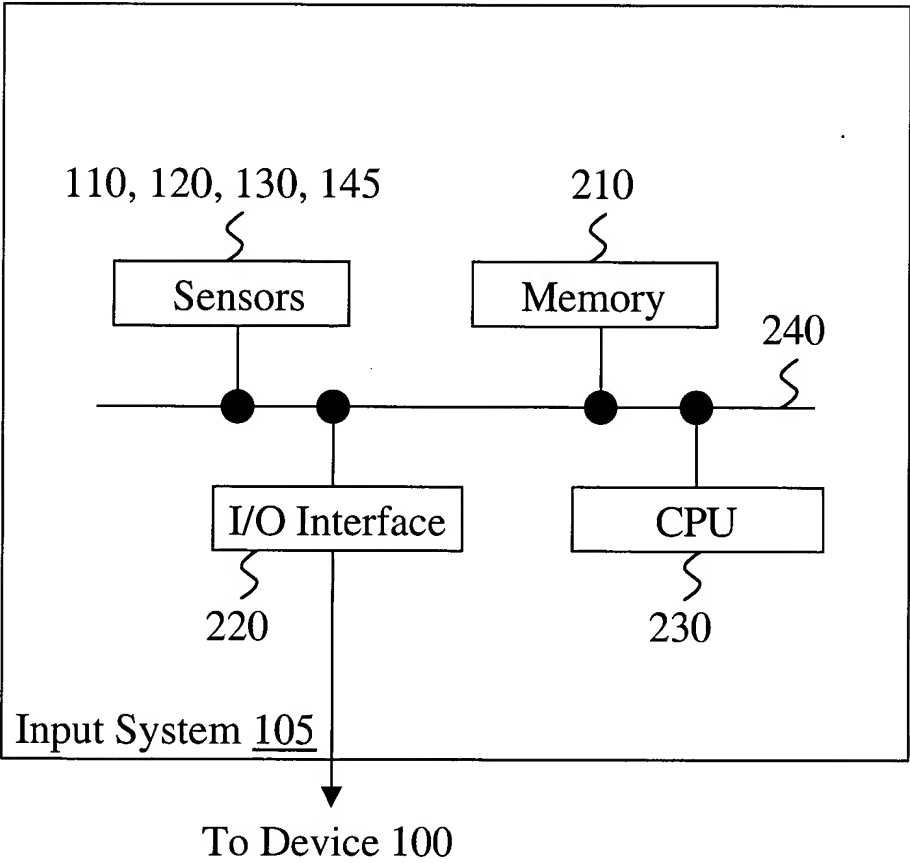 110, 120, 130, 145
210
Sensors
Memory
240
I/O Interface
CPU
220
230
Input System 105
To Device 100